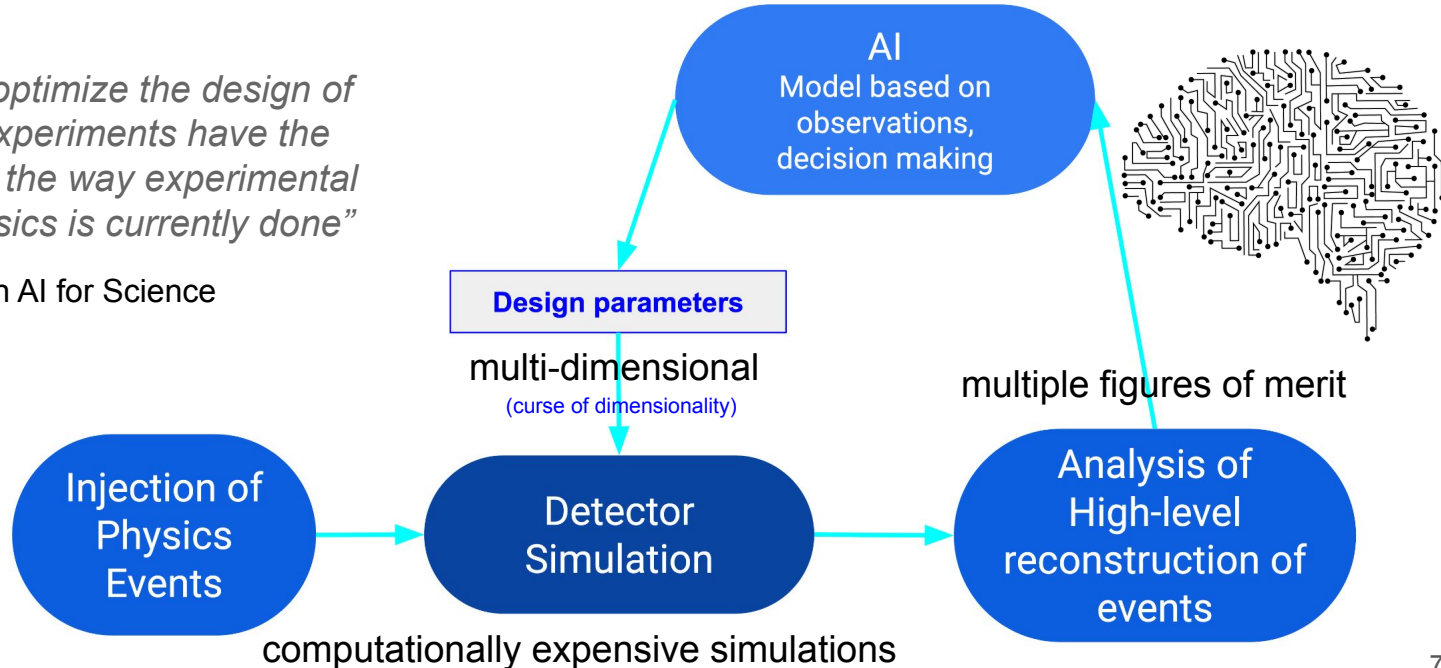 optimize the design of
experiments have the
the way experimental
physics is currently done”
AI for Science
AI
Model based on
observations,
decision making
Design parameters
multi-dimensional
(curse of dimensionality)
multiple figures of merit
Injection of
Physics
Events
Detector
Simulation
Analysis of
High-level
reconstruction of
events
computationally expensive simulations
7